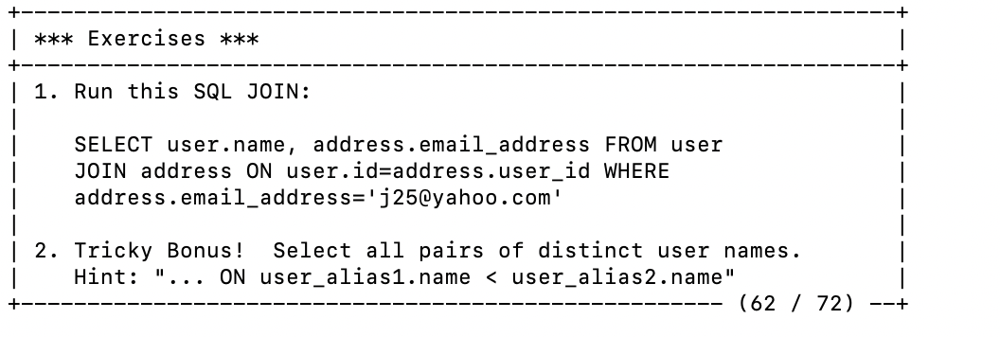 +------------------------------------------------------------------+
| *** Exercises ***                                                |
+------------------------------------------------------------------+
| 1. Run this SQL JOIN:                                            |
|                                                                  |
|    SELECT user.name, address.email_address FROM user             |
|    JOIN address ON user.id=address.user_id WHERE                 |
|    address.email_address='j25@yahoo.com'                         |
|                                                                  |
| 2. Tricky Bonus!  Select all pairs of distinct user names.       |
|    Hint: "... ON user_alias1.name < user_alias2.name"            |
+----------------------------------------------------- (62 / 72) --+